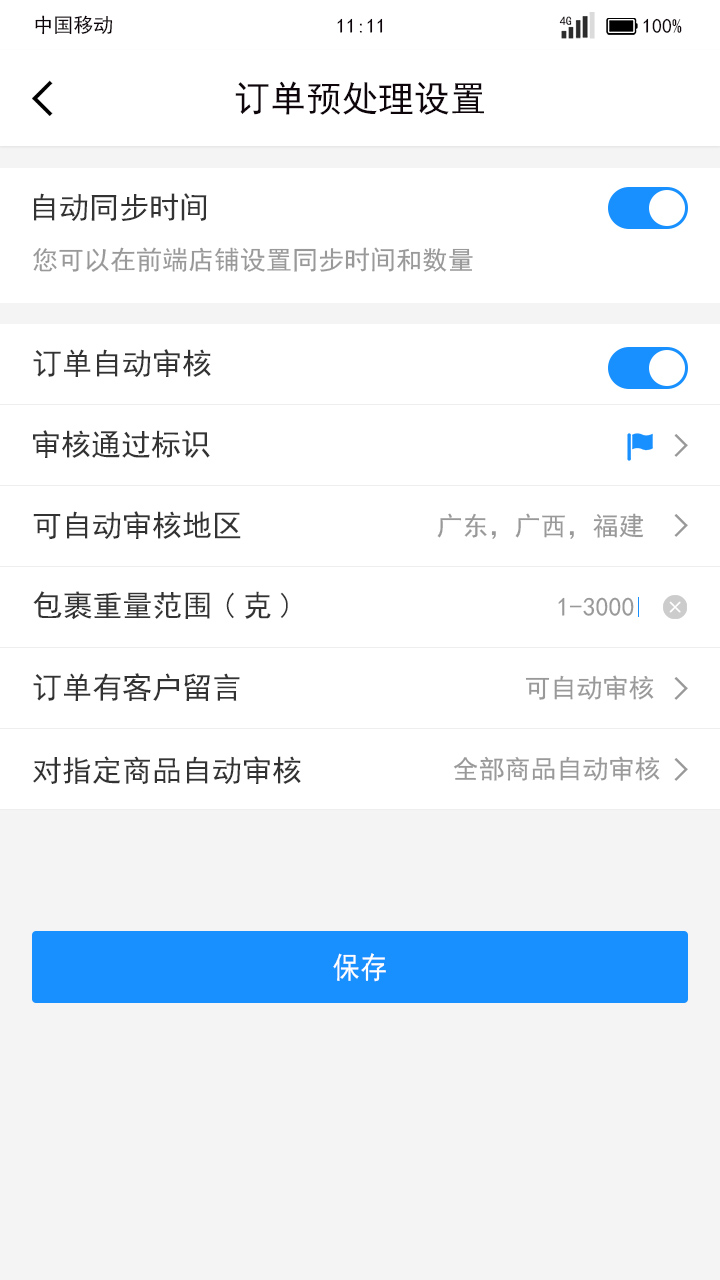 中国移动 11:11 4G 100%
订单预处理设置
自动同步时间
您可以在前端店铺设置同步时间和数量
订单自动审核
审核通过标识
可自动审核地区 广东，广西，福建
包裹重量范围（克） 1-3000
订单有客户留言 可自动审核
对指定商品自动审核 全部商品自动审核
保存